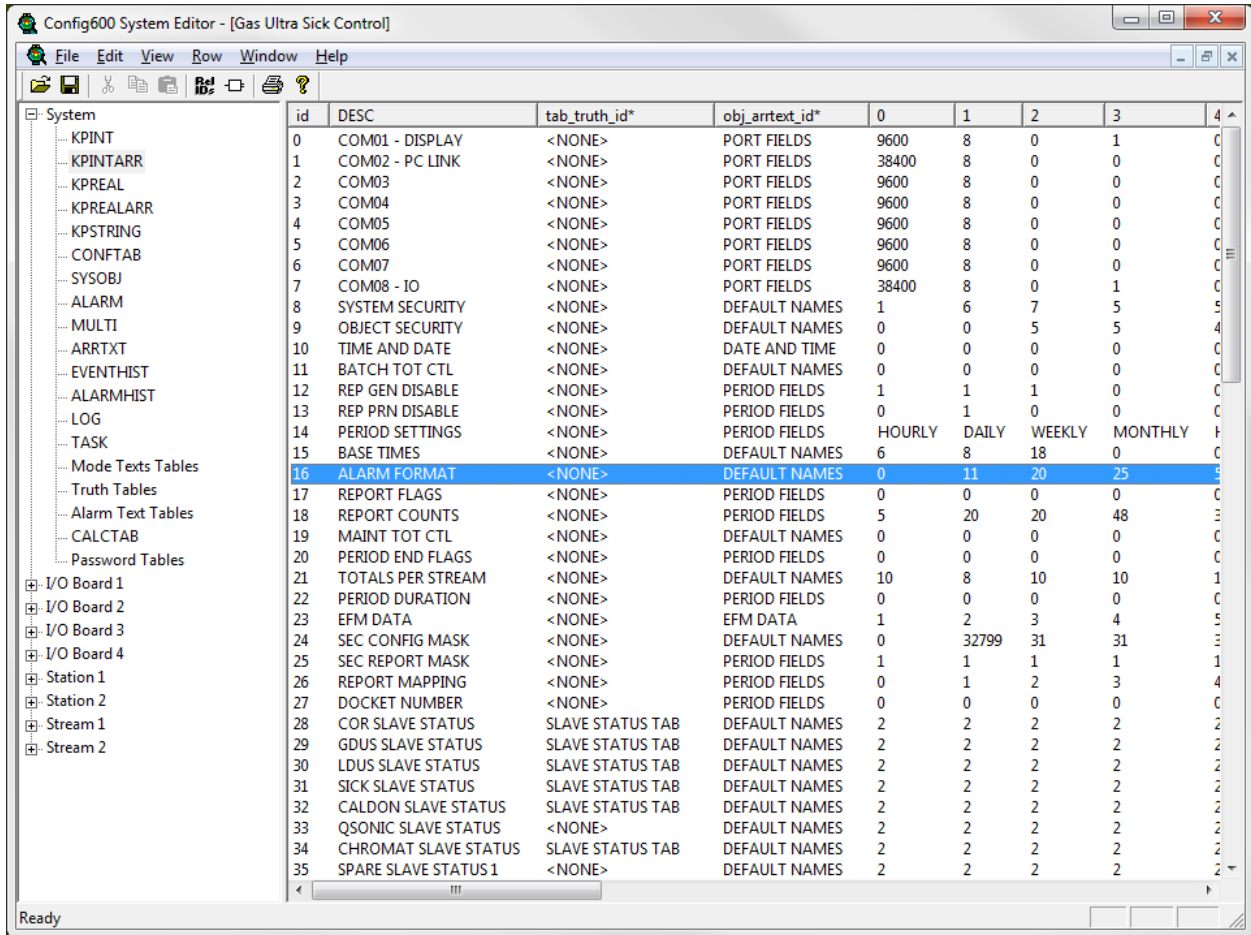 Config600 System Editor - [Gas Ultra Sick Control]
File Edit View Row Window Help
Rel IDs
System
KPINT
KPINTARR
KPREAL
KPREALARR
KPSTRING
CONFTAB
SYSOBJ
ALARM
MULTI
ARRTXT
EVENTHIST
ALARMHIST
LOG
TASK
Mode Texts Tables
Truth Tables
Alarm Text Tables
CALCTAB
Password Tables
I/O Board 1
I/O Board 2
I/O Board 3
I/O Board 4
Station 1
Station 2
Stream 1
Stream 2
id DESC tab_truth_id* obj_arrtext_id* 0 1 2 3 4
0 COM01 - DISPLAY <NONE> PORT FIELDS 9600 8 0 1
1 COM02 - PC LINK <NONE> PORT FIELDS 38400 8 0 0
2 COM03 <NONE> PORT FIELDS 9600 8 0 0
3 COM04 <NONE> PORT FIELDS 9600 8 0 0
4 COM05 <NONE> PORT FIELDS 9600 8 0 0
5 COM06 <NONE> PORT FIELDS 9600 8 0 0
6 COM07 <NONE> PORT FIELDS 9600 8 0 0
7 COM08 - IO <NONE> PORT FIELDS 38400 8 0 1
8 SYSTEM SECURITY <NONE> DEFAULT NAMES 1 6 7 5
9 OBJECT SECURITY <NONE> DEFAULT NAMES 0 0 5 5
10 TIME AND DATE <NONE> DATE AND TIME 0 0 0 0
11 BATCH TOT CTL <NONE> DEFAULT NAMES 0 0 0 0
12 REP GEN DISABLE <NONE> PERIOD FIELDS 1 1 1 0
13 REP PRN DISABLE <NONE> PERIOD FIELDS 0 1 0 0
14 PERIOD SETTINGS <NONE> PERIOD FIELDS HOURLY DAILY WEEKLY MONTHLY
15 BASE TIMES <NONE> DEFAULT NAMES 6 8 18 0
16 ALARM FORMAT <NONE> DEFAULT NAMES 0 11 20 25
17 REPORT FLAGS <NONE> PERIOD FIELDS 0 0 0 0
18 REPORT COUNTS <NONE> PERIOD FIELDS 5 20 20 48
19 MAINT TOT CTL <NONE> DEFAULT NAMES 0 0 0 0
20 PERIOD END FLAGS <NONE> PERIOD FIELDS 0 0 0 0
21 TOTALS PER STREAM <NONE> DEFAULT NAMES 10 8 10 10
22 PERIOD DURATION <NONE> PERIOD FIELDS 0 0 0 0
23 EFM DATA <NONE> EFM DATA 1 2 3 4
24 SEC CONFIG MASK <NONE> DEFAULT NAMES 0 32799 31 31
25 SEC REPORT MASK <NONE> PERIOD FIELDS 1 1 1 1
26 REPORT MAPPING <NONE> PERIOD FIELDS 0 1 2 3
27 DOCKET NUMBER <NONE> PERIOD FIELDS 0 0 0 0
28 COR SLAVE STATUS SLAVE STATUS TAB DEFAULT NAMES 2 2 2 2
29 GDUS SLAVE STATUS SLAVE STATUS TAB DEFAULT NAMES 2 2 2 2
30 LDUS SLAVE STATUS SLAVE STATUS TAB DEFAULT NAMES 2 2 2 2
31 SICK SLAVE STATUS SLAVE STATUS TAB DEFAULT NAMES 2 2 2 2
32 CALDON SLAVE STATUS SLAVE STATUS TAB DEFAULT NAMES 2 2 2 2
33 QSONIC SLAVE STATUS <NONE> DEFAULT NAMES 2 2 2 2
34 CHROMAT SLAVE STATUS SLAVE STATUS TAB DEFAULT NAMES 2 2 2 2
35 SPARE SLAVE STATUS 1 <NONE> DEFAULT NAMES 2 2 2 2
Ready